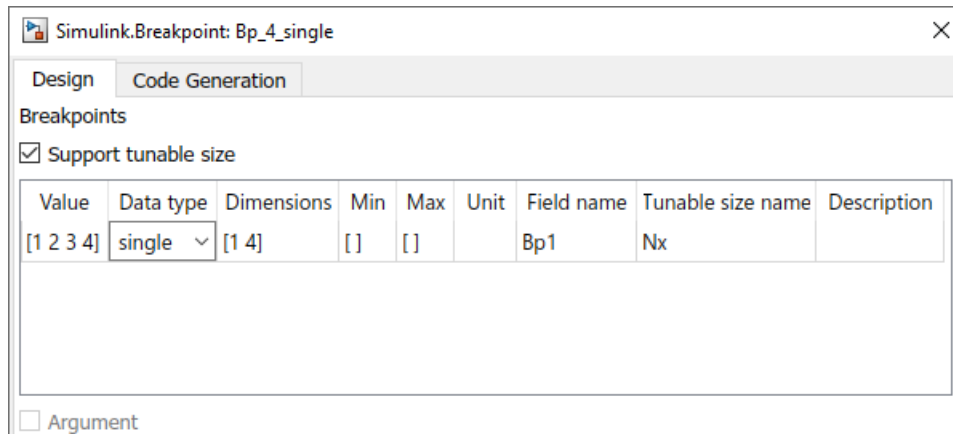 Simulink.Breakpoint: Bp_4_single
Design Code Generation
Breakpoints
Support tunable size
Value Data type Dimensions Min Max Unit Field name Tunable size name Description
[1 2 3 4] single [1 4] [ ] [ ] Bp1 Nx
Argument